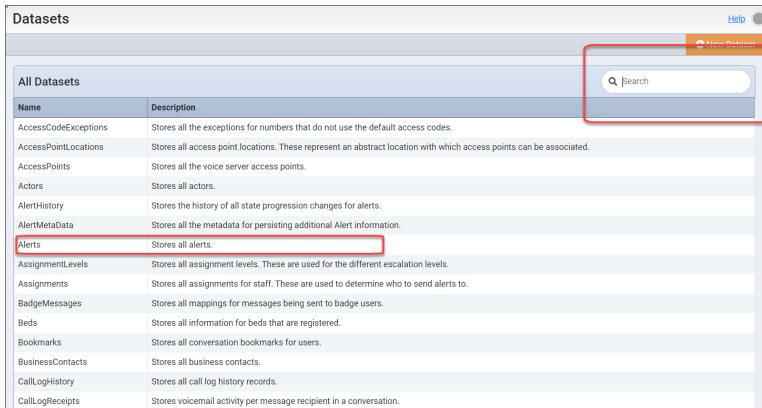 Datasets
Help
New Dataset
All Datasets
Search
Name Description
AccessCodeExceptions Stores all the exceptions for numbers that do not use the default access codes.
AccessPointLocations Stores all access point locations. These represent an abstract location with which access points can be associated.
AccessPoints Stores all the voice server access points.
Actors Stores all actors.
AlertHistory Stores the history of all state progression changes for alerts.
AlertMetaData Stores all the metadata for persisting additional Alert information.
Alerts Stores all alerts.
AssignmentLevels Stores all assignment levels. These are used for the different escalation levels.
Assignments Stores all assignments for staff. These are used to determine who to send alerts to.
BadgeMessages Stores all mappings for messages being sent to badge users.
Beds Stores all information for beds that are registered.
Bookmarks Stores all conversation bookmarks for users.
BusinessContacts Stores all business contacts.
CallLogHistory Stores all call log history records.
CallLogReceipts Stores voicemail activity per message recipient in a conversation.